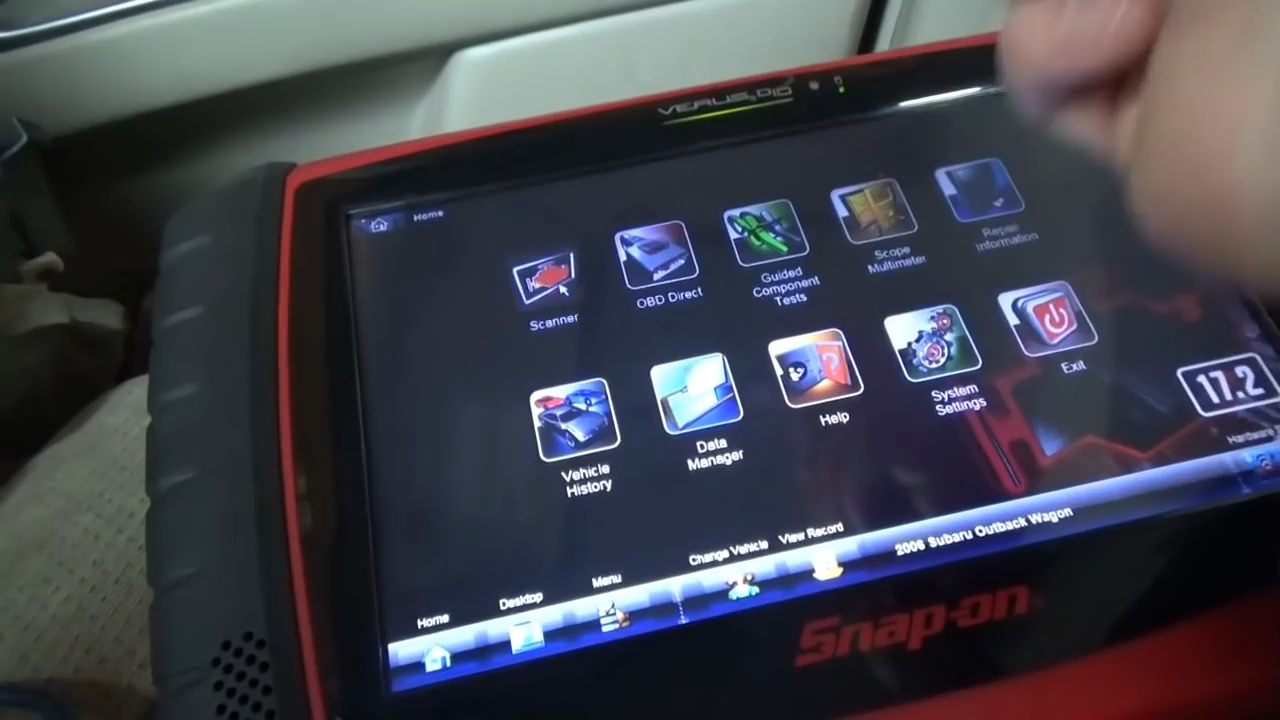 VERUS PRO
Home
Scanner
OBD Direct
Guided
Component
Tests
Scope
Multimeter
Repair
Information
Vehicle
History
Data
Manager
Help
System
Settings
Exit
17.2
Hardware
Home
Desktop
Menu
Change Vehicle
View Record
2006 Subaru Outback Wagon
Snap-on